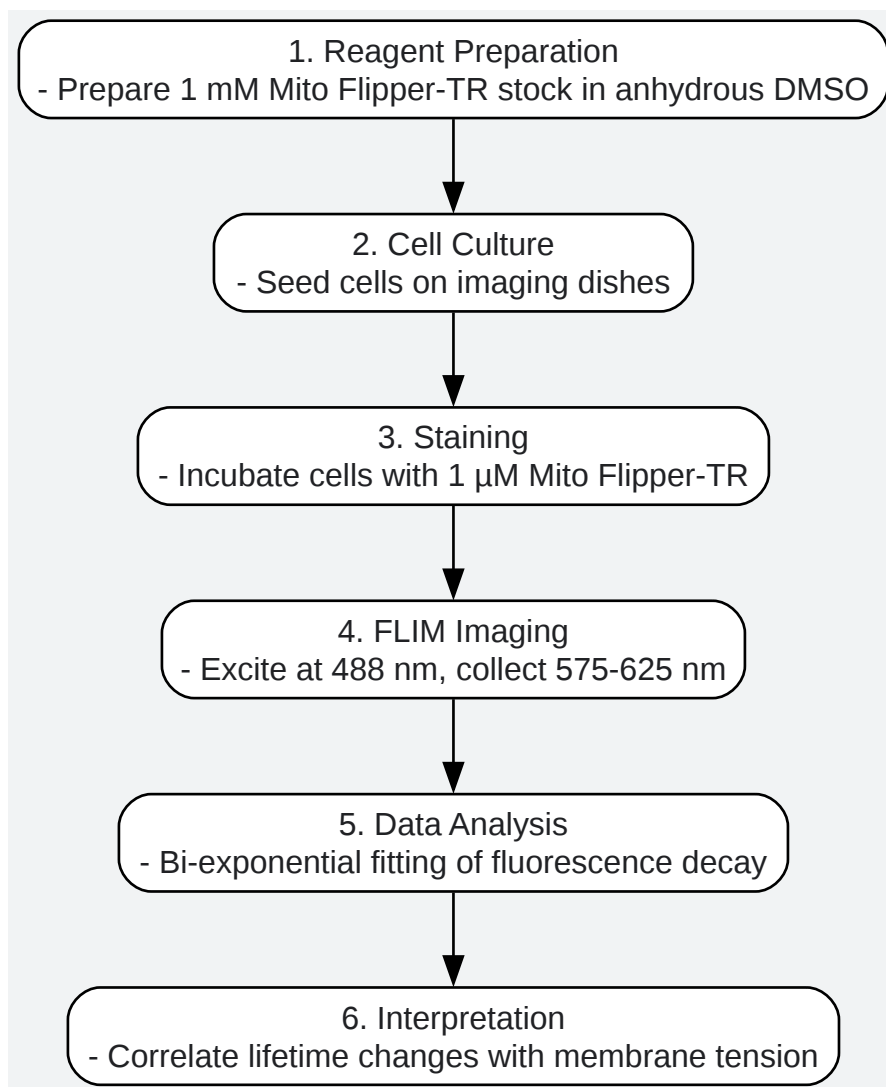 1. Reagent Preparation
- Prepare 1 mM Mito Flipper-TR stock in anhydrous DMSO
2. Cell Culture
- Seed cells on imaging dishes
3. Staining
- Incubate cells with 1 µM Mito Flipper-TR
4. FLIM Imaging
- Excite at 488 nm, collect 575-625 nm
5. Data Analysis
- Bi-exponential fitting of fluorescence decay
6. Interpretation
- Correlate lifetime changes with membrane tension